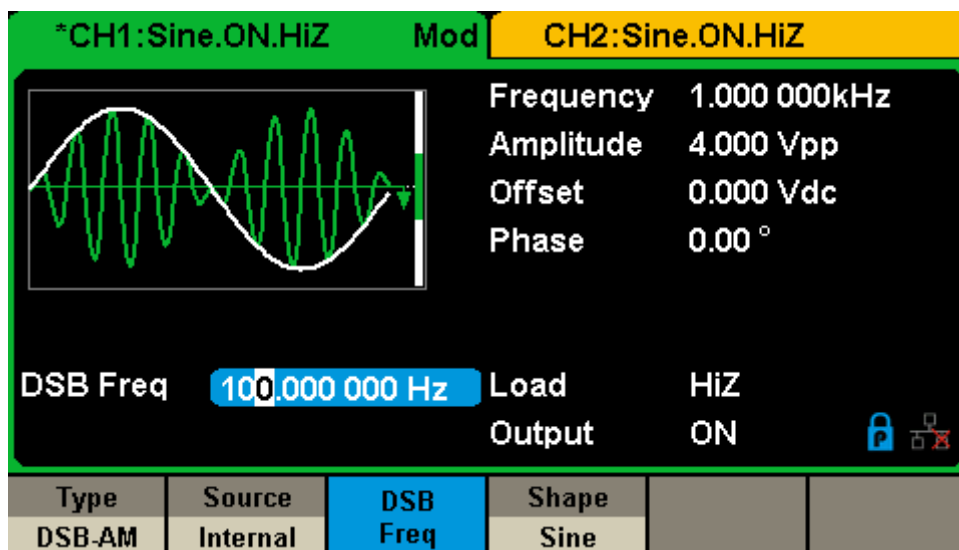 *CH1:Sine.ON.HiZ Mod CH2:Sine.ON.HiZ
Frequency 1.000 000kHz
Amplitude 4.000 Vpp
Offset 0.000 Vdc
Phase 0.00 °
DSB Freq 100.000 000 Hz Load HiZ
Output ON P
Type Source DSB Freq Shape
DSB-AM Internal Sine